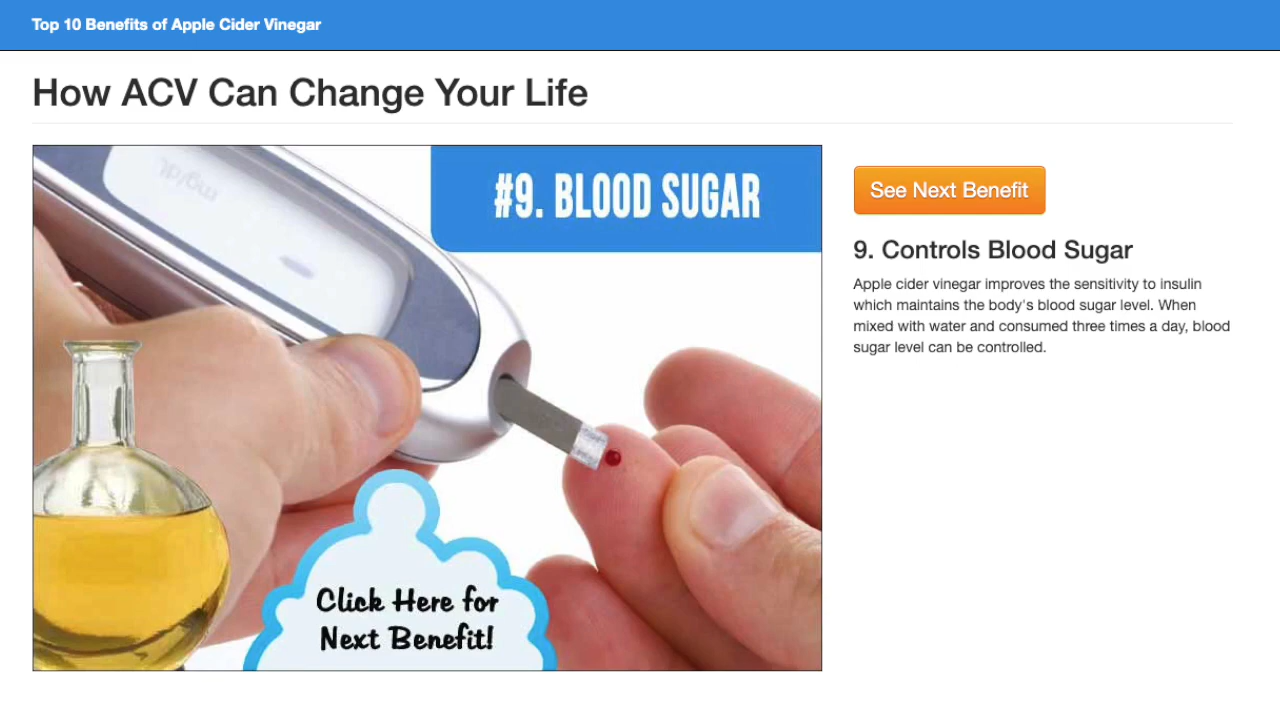 Top 10 Benefits of Apple Cider Vinegar
How ACV Can Change Your Life
mg/dL
#9. BLOOD SUGAR
See Next Benefit
9. Controls Blood Sugar
Apple cider vinegar improves the sensitivity to insulin
which maintains the body's blood sugar level. When
mixed with water and consumed three times a day, blood
sugar level can be controlled.
Click Here for
Next Benefit!